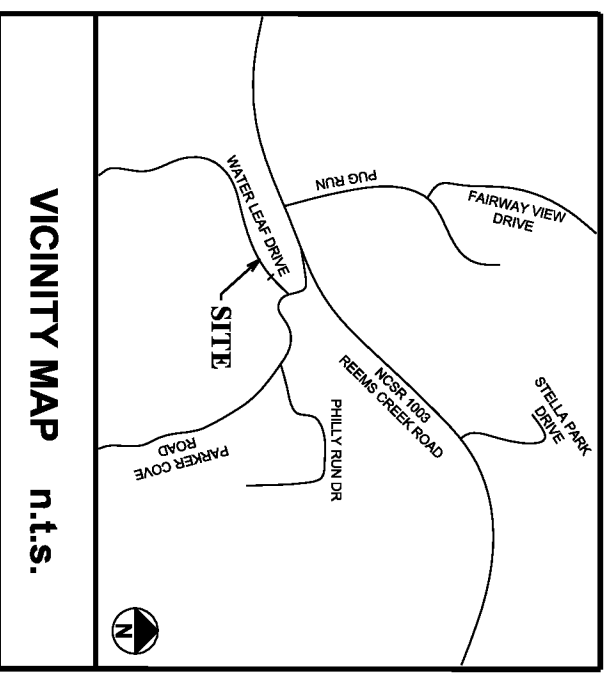 FAIRWAY VIEW
DRIVE
PUG RUN
WATER LEAF DRIVE
SITE
STELLA PARK
DRIVE
NCSR 1003
REEMS CREEK ROAD
PHILLY RUN DR
PARKER COVE
ROAD
N
VICINITY MAP n.t.s.